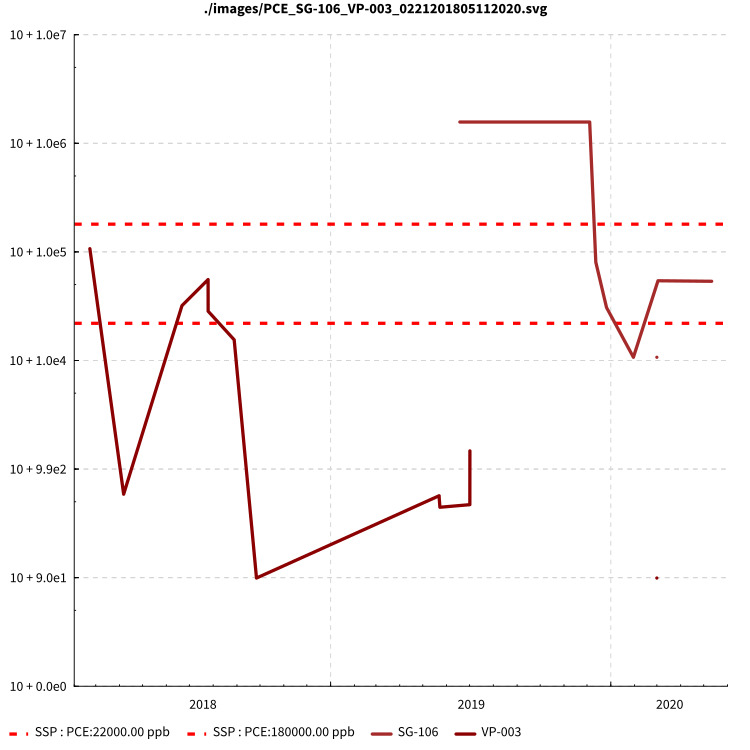 ./images/PCE_SG-106_VP-003_0221201805112020.svg
10 + 1.0e7
10 + 1.0e6
10 + 1.0e5
10 + 1.0e4
10 + 9.9e2
10 + 9.0e1
10 + 0.0e0
2018 2019 2020
SSP : PCE:22000.00 ppb SSP : PCE:180000.00 ppb SG-106 VP-003